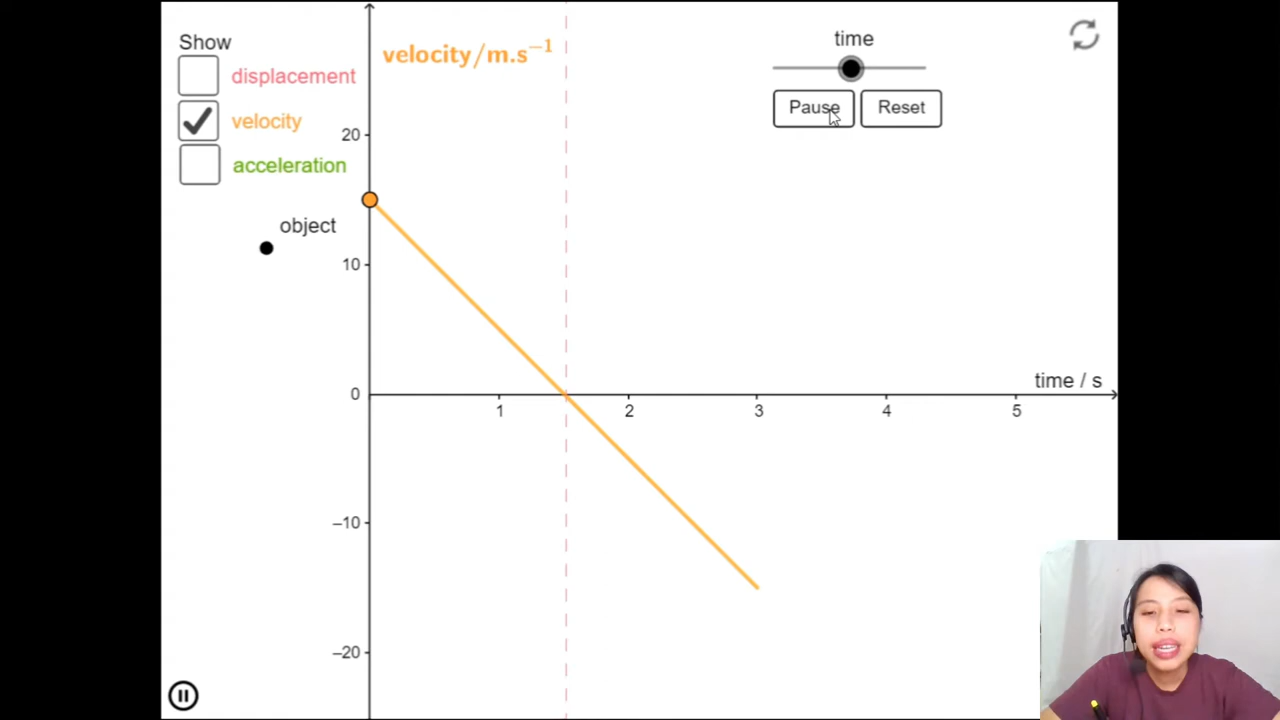 Show
displacement
velocity
acceleration
object
velocity/m.s⁻¹
time
Pause Reset
20
10
0
−10
−20
1 2 3 4 5
time / s